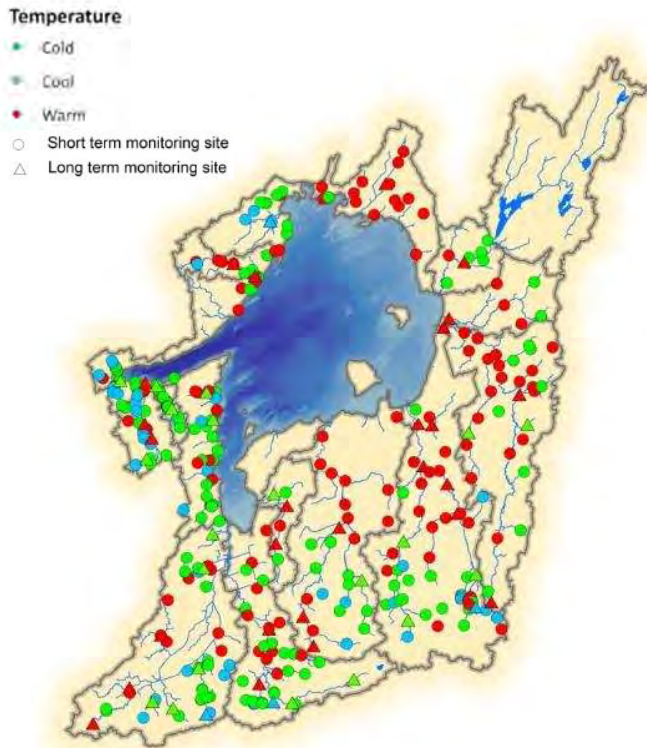 Temperature
Cold
Cool
Warm
Short term monitoring site
Long term monitoring site